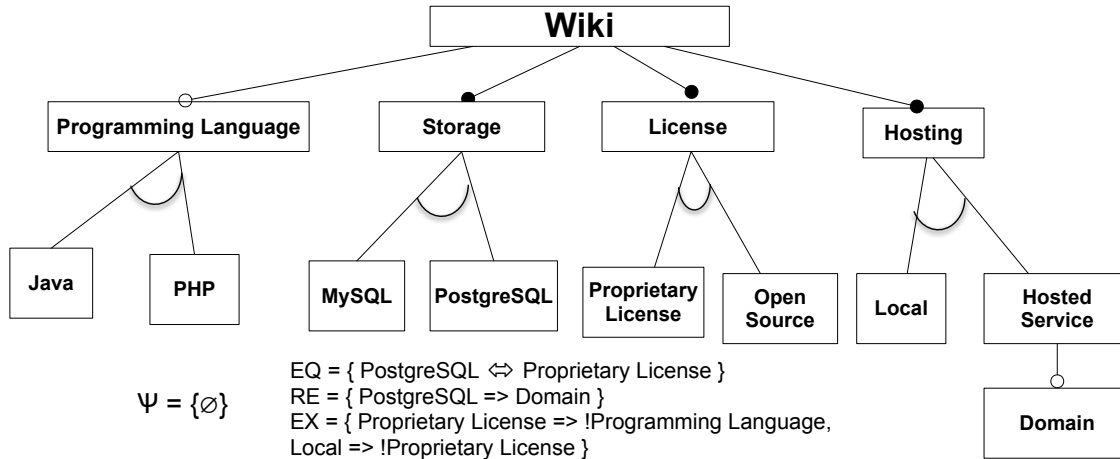 Wiki
Programming Language
Storage
License
Hosting
Java
PHP
MySQL
PostgreSQL
Proprietary
License
Open
Source
Local
Hosted
Service
Domain
Ψ = {∅}
EQ = { PostgreSQL ⇔ Proprietary License }
RE = { PostgreSQL => Domain }
EX = { Proprietary License => !Programming Language,
Local => !Proprietary License }